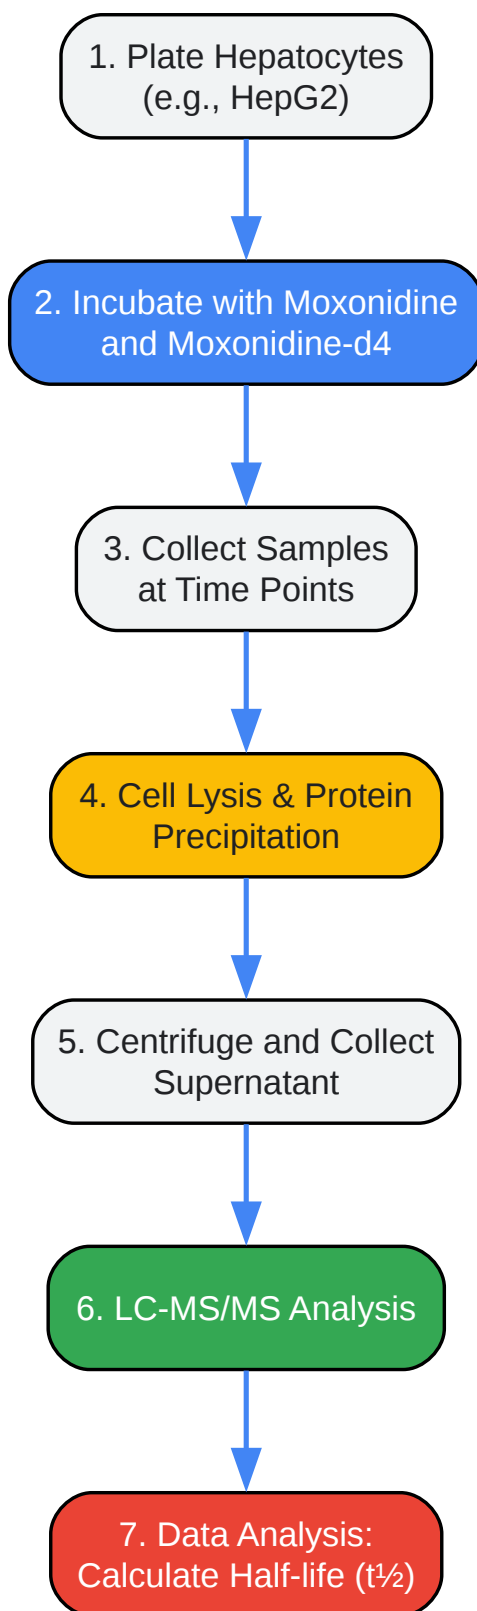 1. Plate Hepatocytes
(e.g., HepG2)
2. Incubate with Moxonidine
and Moxonidine-d4
3. Collect Samples
at Time Points
4. Cell Lysis & Protein
Precipitation
5. Centrifuge and Collect
Supernatant
6. LC-MS/MS Analysis
7. Data Analysis:
Calculate Half-life (t½)